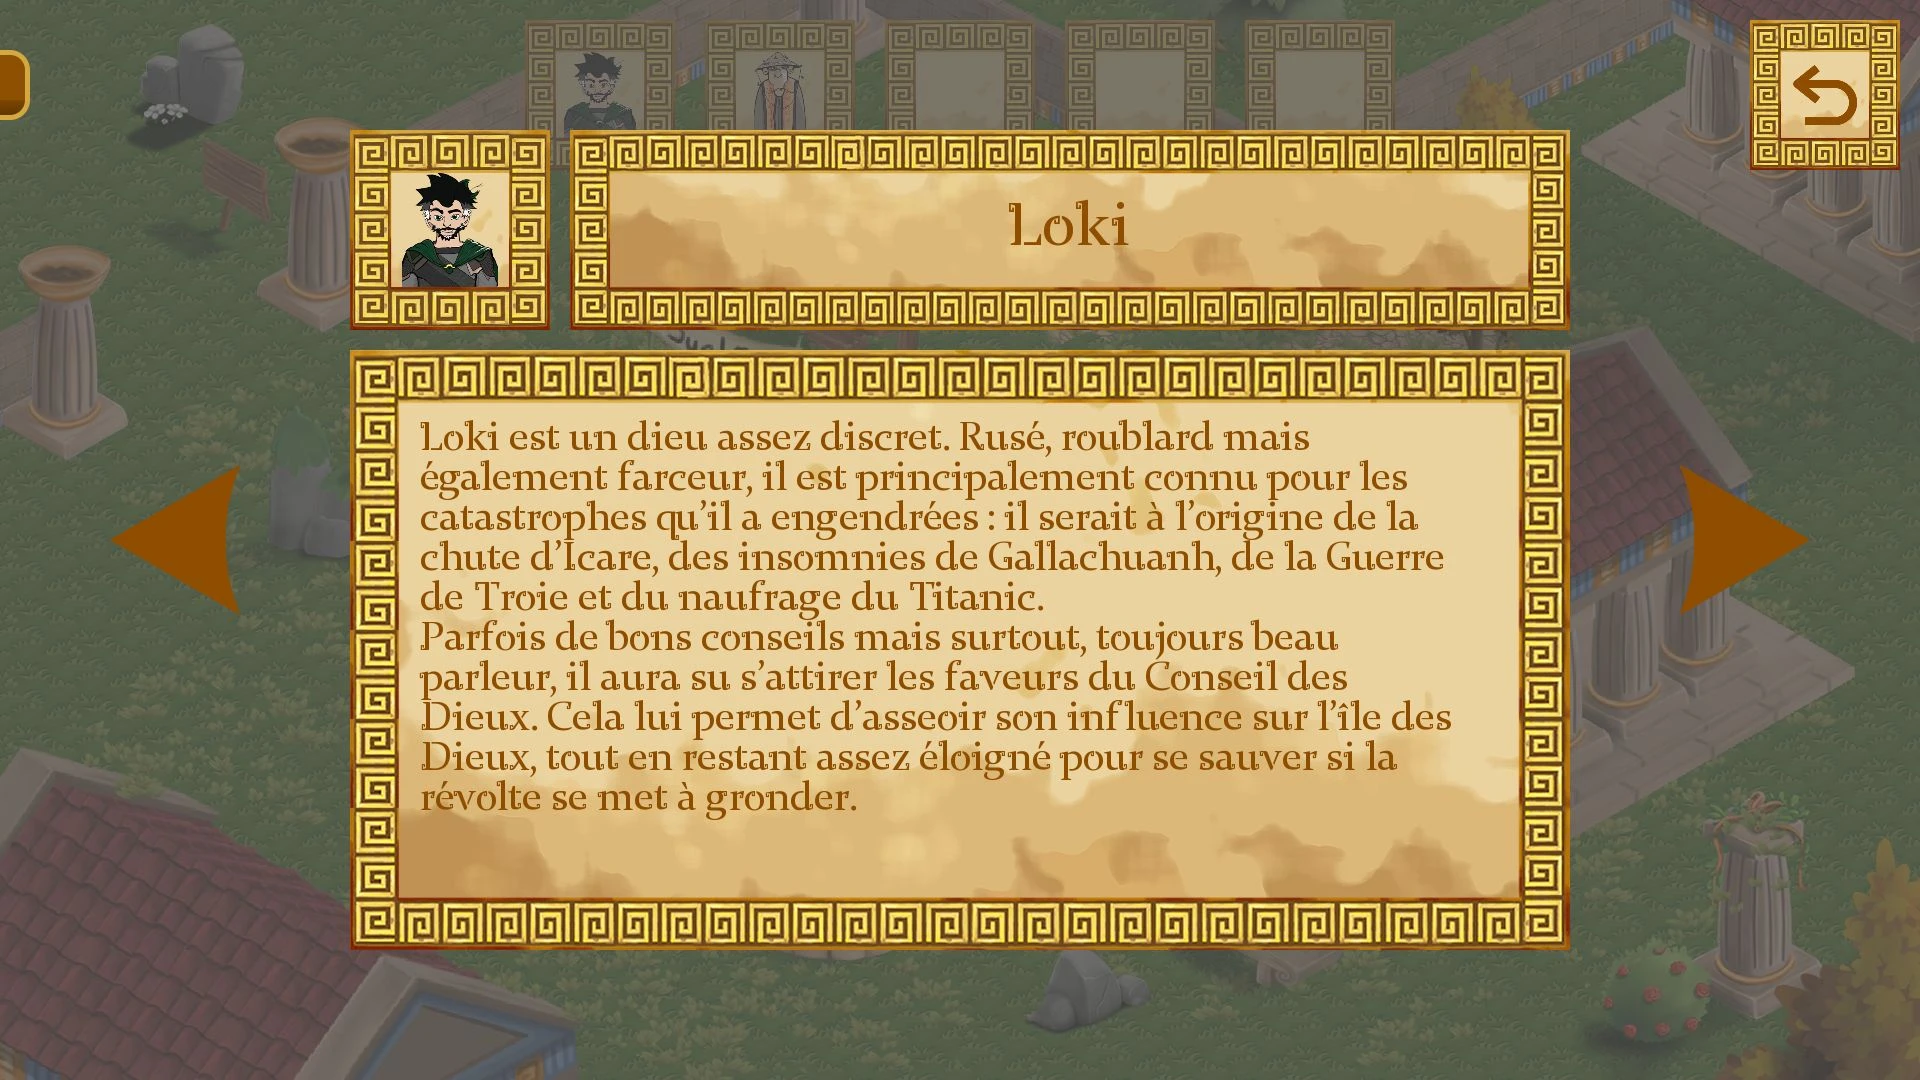 Loki
Loki est un dieu assez discret. Rusé, roublard mais
également farceur, il est principalement connu pour les
catastrophes qu'il a engendrées : il serait à l'origine de la
chute d'Icare, des insomnies de Gallachuanh, de la Guerre
de Troie et du naufrage du Titanic.
Parfois de bons conseils mais surtout, toujours beau
parleur, il aura su s'attirer les faveurs du Conseil des
Dieux. Cela lui permet d'asseoir son influence sur l'île des
Dieux, tout en restant assez éloigné pour se sauver si la
révolte se met à gronder.